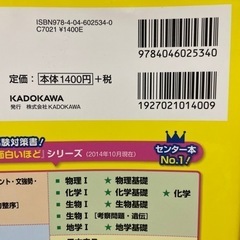 ISBN978-4-04-602534-0
C7021 ¥1400E
定価：本体1400円+税
KADOKAWA
発行 株式会社KADOKAWA
9784046025340
1927021014009
験対策書！
面白いほど」シリーズ（2014年10月現在）
センター本
No.1！
物理Ⅰ
化学Ⅰ
生物Ⅰ
生物Ⅰ［考察問題・遺伝］
地学Ⅰ
★物理基礎
★化学基礎
★生物基礎
★地学基礎
★化学